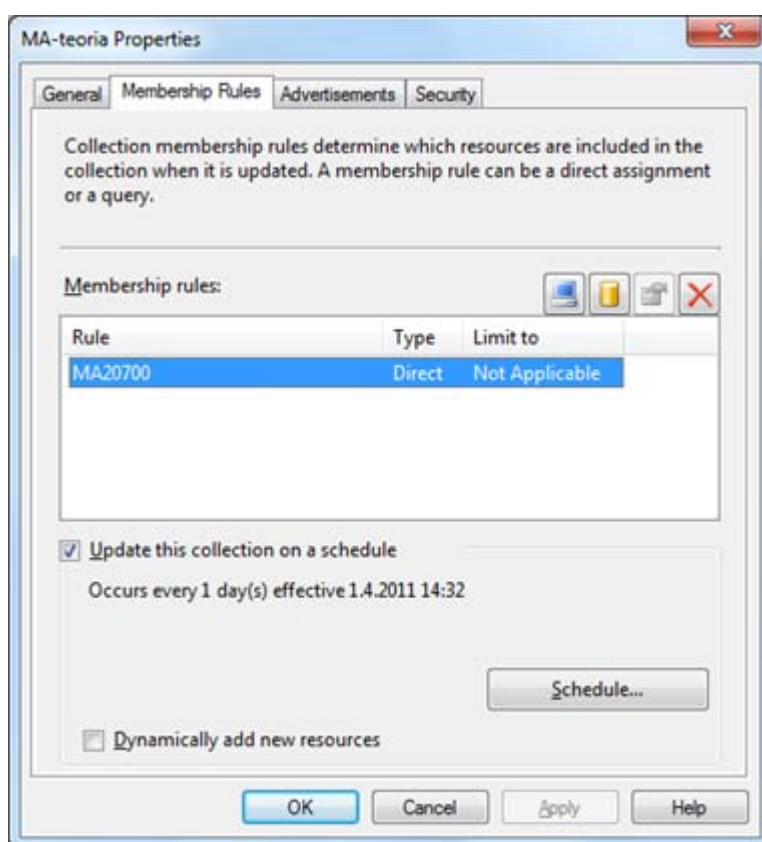 MA-teoria Properties
General Membership Rules Advertisements Security
Collection membership rules determine which resources are included in the
collection when it is updated. A membership rule can be a direct assignment
or a query.
Membership rules:
Rule Type Limit to
MA20700 Direct Not Applicable
Update this collection on a schedule
Occurs every 1 day(s) effective 1.4.2011 14:32
Schedule...
Dynamically add new resources
OK Cancel Apply Help